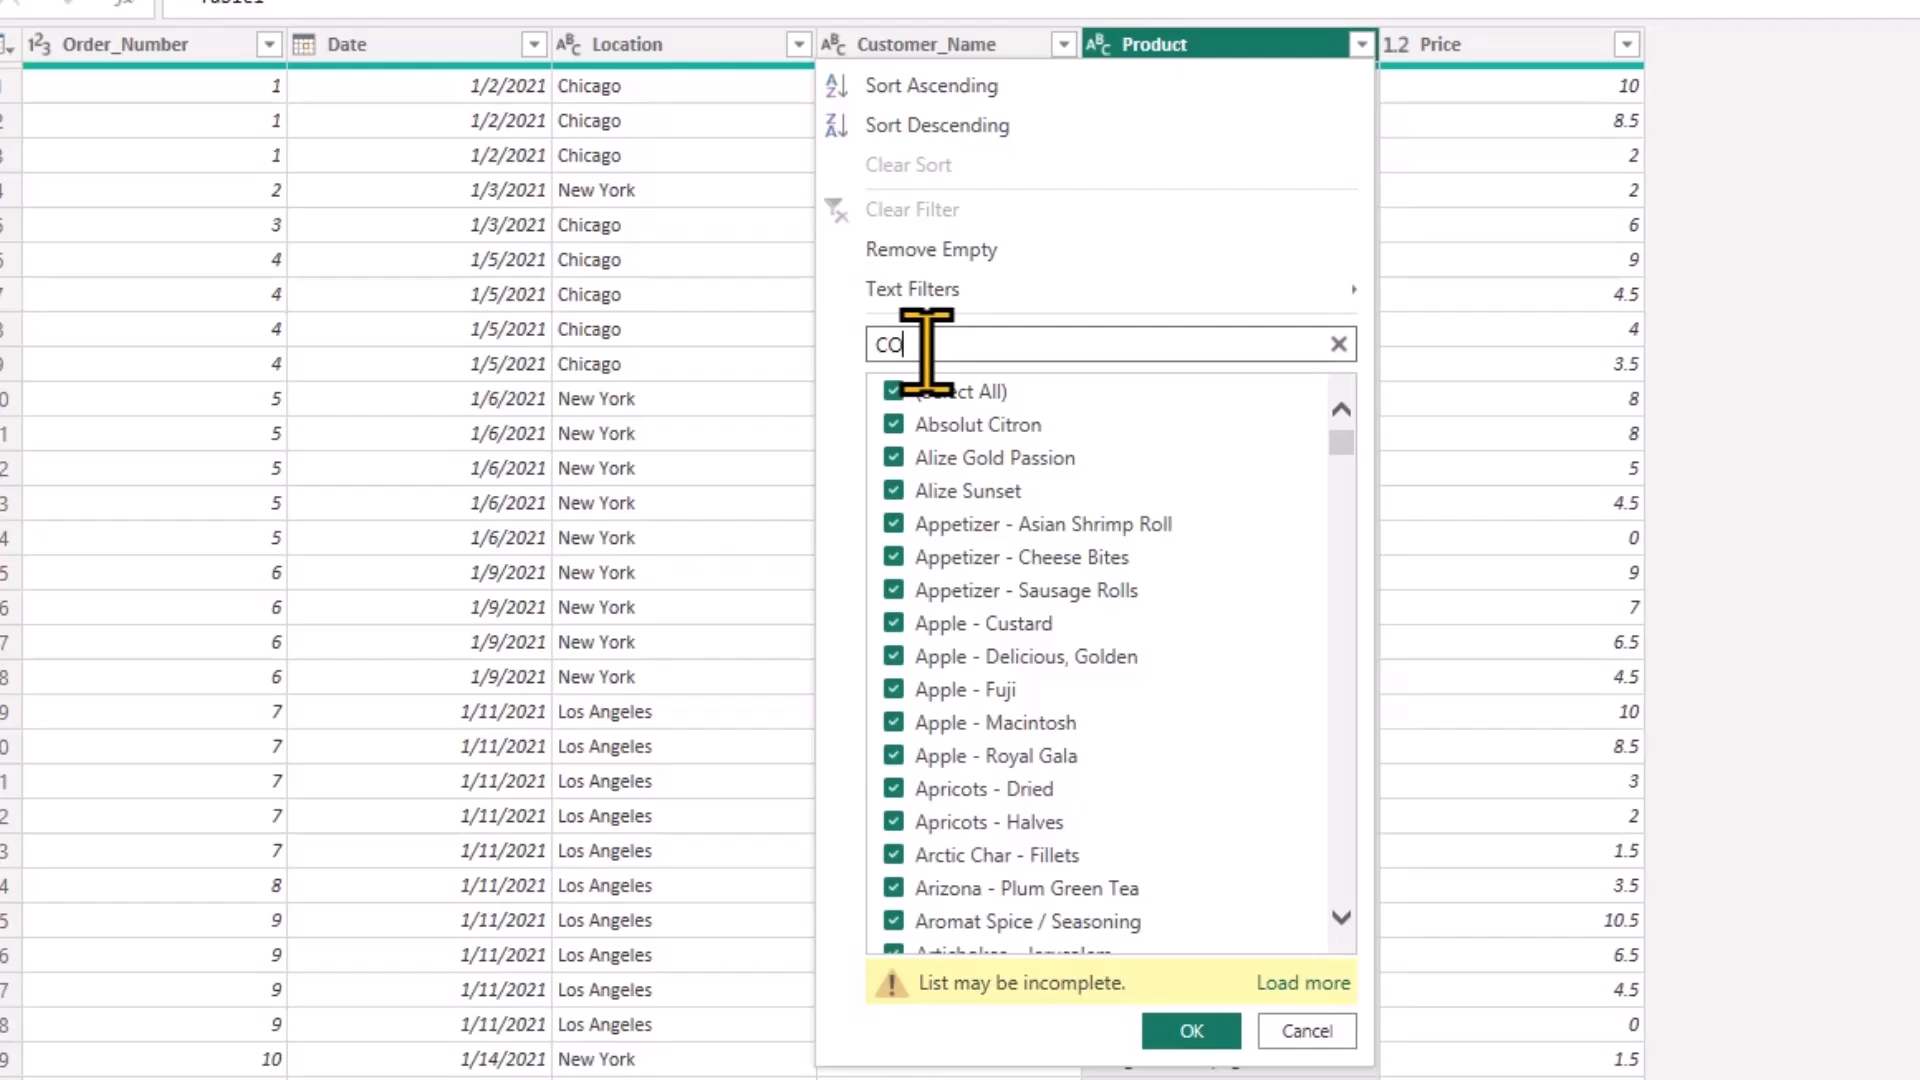 1²3 Order_Number Date ABC Location ABC Customer_Name ABC Product 1.2 Price
1 1/2/2021 Chicago 10
1 1/2/2021 Chicago 8.5
1 1/2/2021 Chicago 2
2 1/3/2021 New York 2
3 1/3/2021 Chicago 6
4 1/5/2021 Chicago 9
4 1/5/2021 Chicago 4.5
4 1/5/2021 Chicago 4
4 1/5/2021 Chicago 3.5
5 1/6/2021 New York 8
5 1/6/2021 New York 8
5 1/6/2021 New York 5
5 1/6/2021 New York 4.5
5 1/6/2021 New York 0
6 1/9/2021 New York 9
6 1/9/2021 New York 7
6 1/9/2021 New York 6.5
6 1/9/2021 New York 4.5
7 1/11/2021 Los Angeles 10
7 1/11/2021 Los Angeles 8.5
7 1/11/2021 Los Angeles 3
7 1/11/2021 Los Angeles 2
7 1/11/2021 Los Angeles 1.5
8 1/11/2021 Los Angeles 3.5
9 1/11/2021 Los Angeles 10.5
9 1/11/2021 Los Angeles 6.5
9 1/11/2021 Los Angeles 4.5
9 1/11/2021 Los Angeles 0
10 1/14/2021 New York 1.5
Sort Ascending
Sort Descending
Clear Sort
Clear Filter
Remove Empty
Text Filters
CO
All)
Absolut Citron
Alize Gold Passion
Alize Sunset
Appetizer - Asian Shrimp Roll
Appetizer - Cheese Bites
Appetizer - Sausage Rolls
Apple - Custard
Apple - Delicious, Golden
Apple - Fuji
Apple - Macintosh
Apple - Royal Gala
Apricots - Dried
Apricots - Halves
Arctic Char - Fillets
Arizona - Plum Green Tea
Aromat Spice / Seasoning
List may be incomplete. Load more
OK Cancel